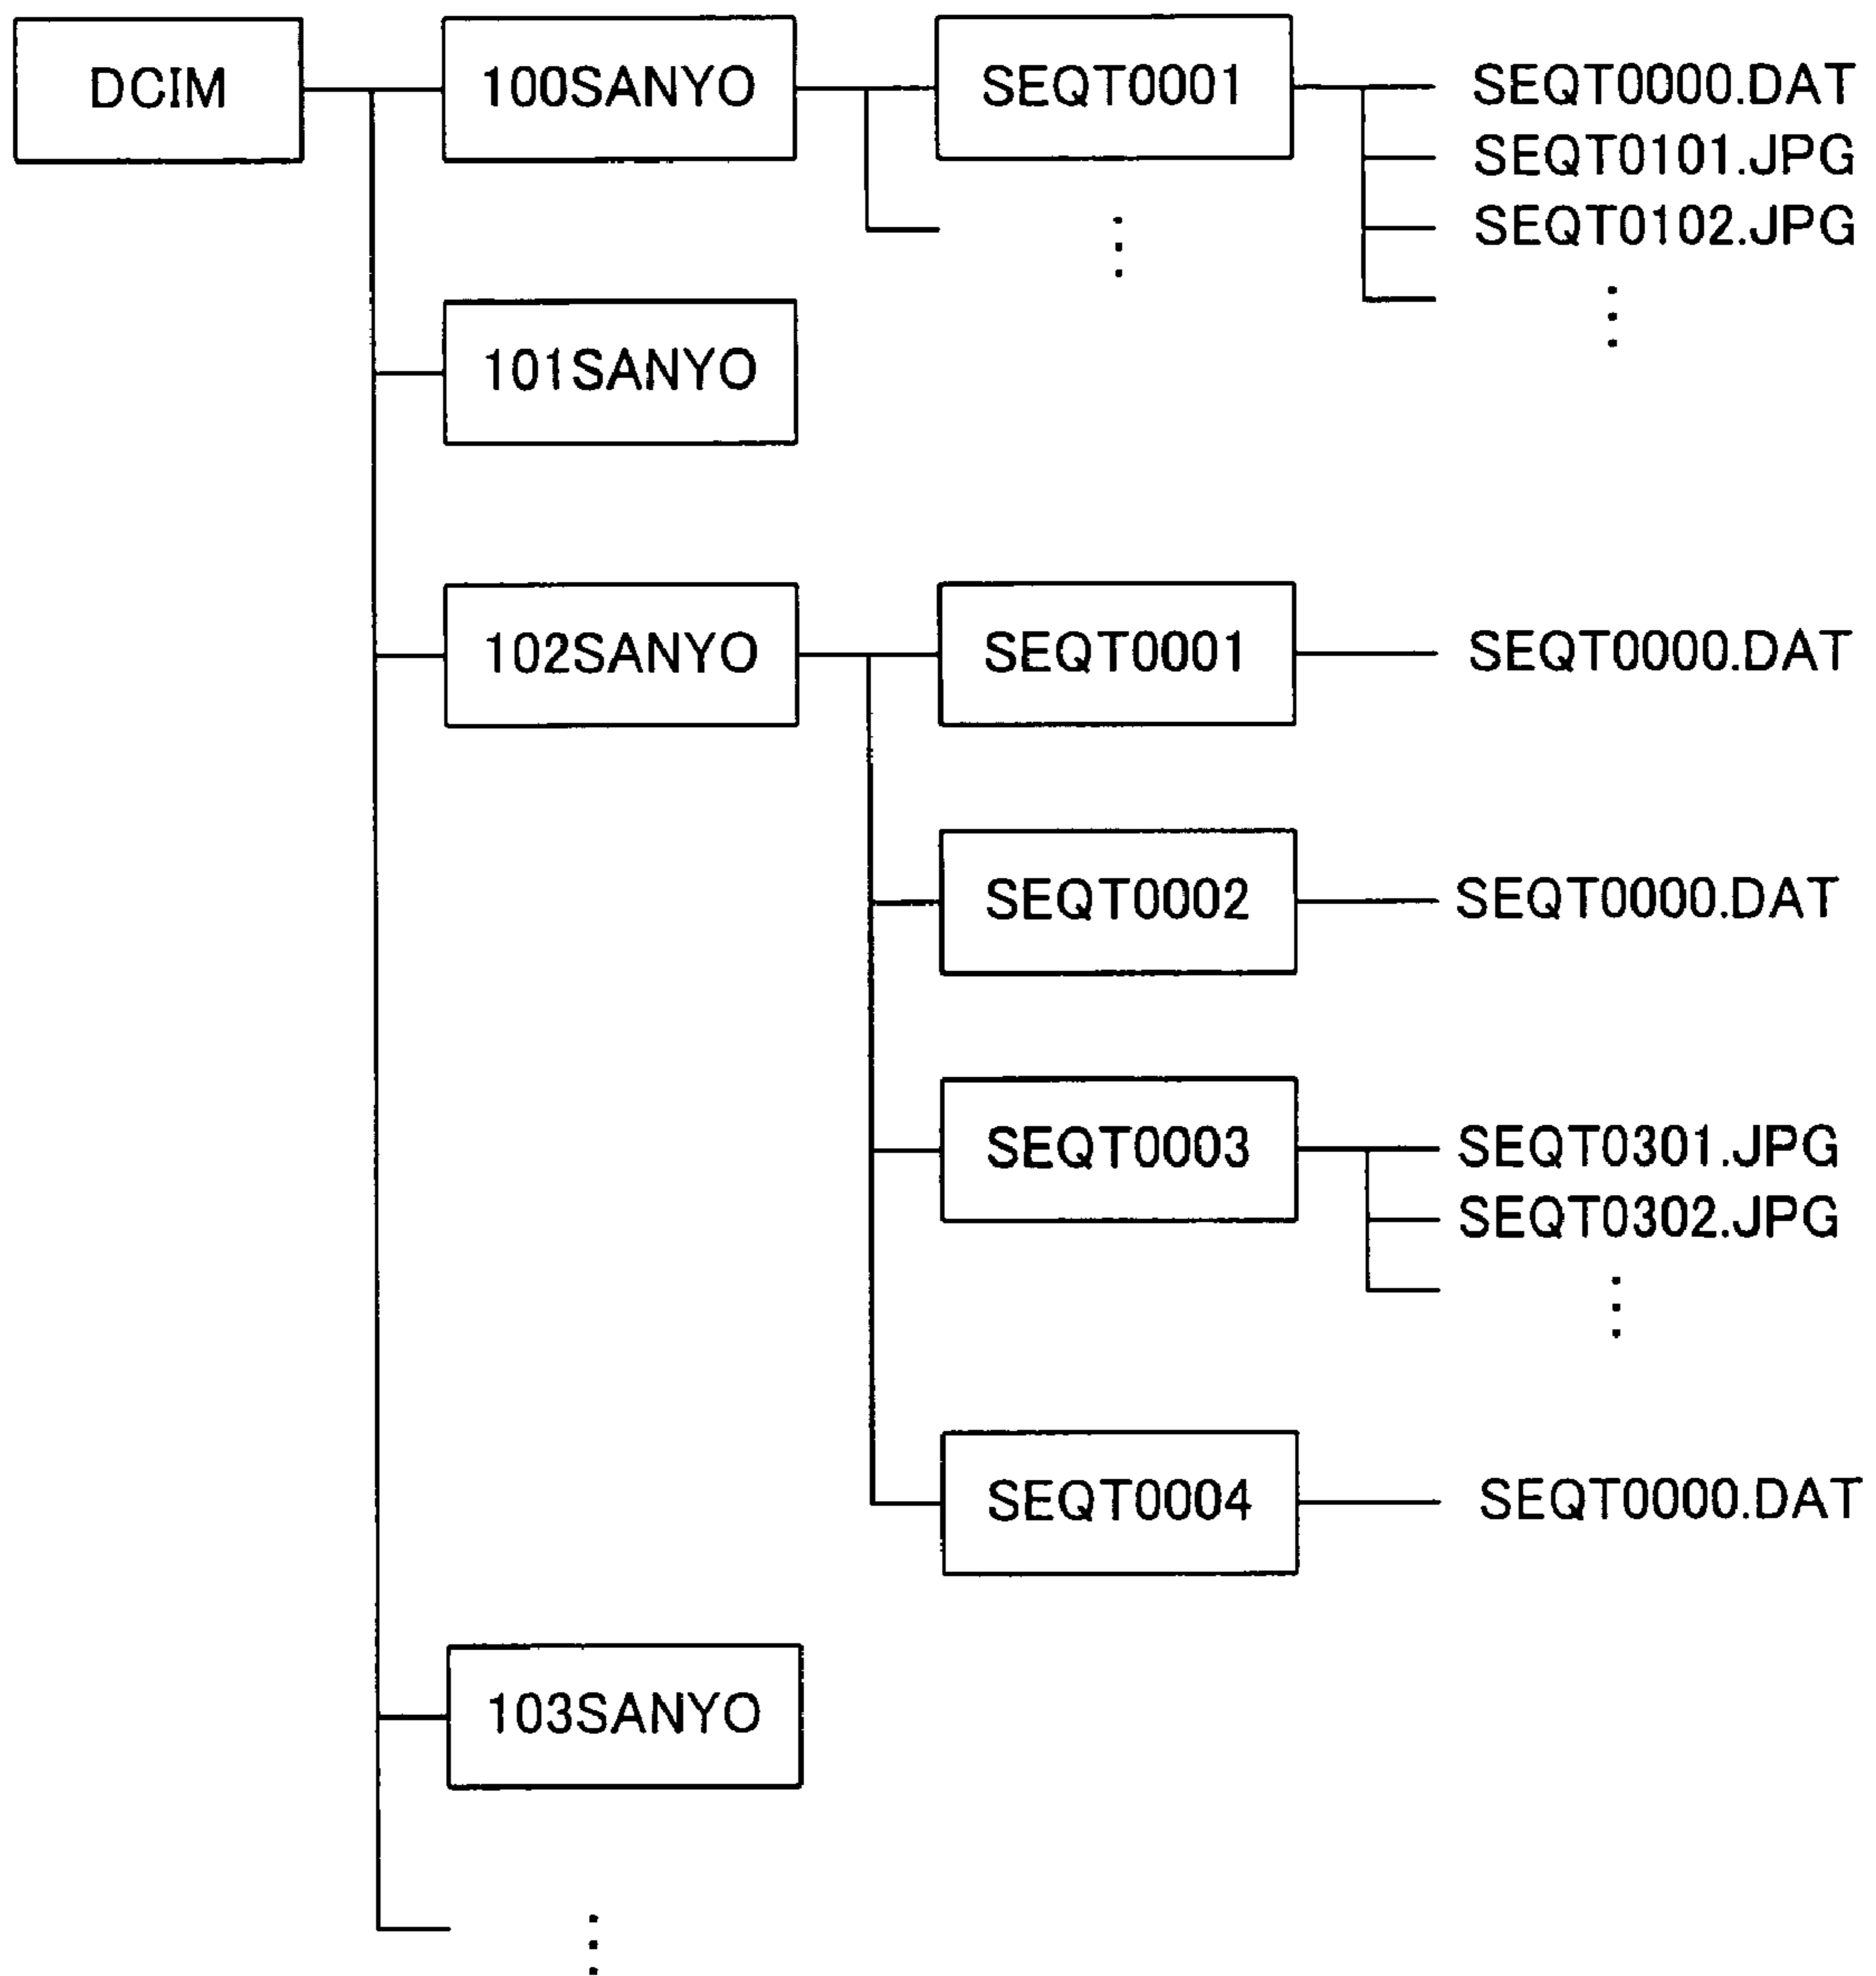 DCIM
100SANYO
SEQT0001
SEQT0000.DAT
SEQT0101.JPG
SEQT0102.JPG
101SANYO
102SANYO
SEQT0001
SEQT0000.DAT
SEQT0002
SEQT0000.DAT
SEQT0003
SEQT0301.JPG
SEQT0302.JPG
SEQT0004
SEQT0000.DAT
103SANYO